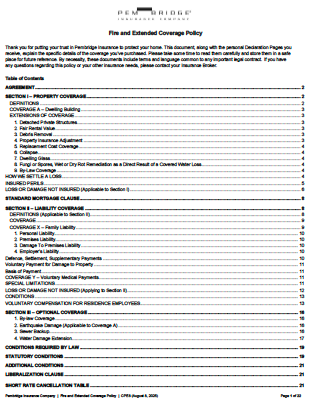 PEMBRIDGE
INSURANCE COMPANY
Fire and Extended Coverage Policy
Thank you for putting your trust in Pembridge Insurance to protect your home. This document, along with the personal Declaration Pages you
receive, explain the specific details of the coverage you've purchased. Please take some time to read them carefully and store them in a safe
place for future reference. By necessity, these documents include terms and language common to any important legal contract. If you have
any questions regarding this policy or your other insurance needs, please contact your Insurance Broker.
Table of Contents
AGREEMENT 2
SECTION I – PROPERTY COVERAGE 2
DEFINITIONS 2
COVERAGE A – Dwelling Building 3
EXTENSIONS OF COVERAGE 3
1. Detached Private Structures 3
2. Fair Rental Value 3
3. Debris Removal 3
4. Property Insurance Adjustment 3
5. Replacement Cost Coverage 4
6. Collapse 4
7. Dwelling Glass 4
8. Fungi or Spores, Wet or Dry Rot Remediation as a Direct Result of a Covered Water Loss 4
9. By-Law Coverage 4
HOW WE SETTLE A LOSS 4
INSURED PERILS 5
LOSS OR DAMAGE NOT INSURED (Applicable to Section I) 6
STANDARD MORTGAGE CLAUSE 8
SECTION II – LIABILITY COVERAGE 8
DEFINITIONS (Applicable to Section II) 8
COVERAGE 9
COVERAGE X – Family Liability 9
1. Personal Liability 10
2. Premises Liability 10
3. Damage To Premises Liability 10
4. Employer's Liability 10
Defence, Settlement, Supplementary Payments 10
Voluntary Payment for Damage to Property 11
Basis of Payment 11
COVERAGE Y – Voluntary Medical Payments 11
SPECIAL LIMITATIONS 11
LOSS OR DAMAGE NOT INSURED (Applying to Section II) 12
CONDITIONS 13
VOLUNTARY COMPENSATION FOR RESIDENCE EMPLOYEES 13
SECTION III – OPTIONAL COVERAGE 16
1. By-law Coverage 16
2. Earthquake Damage (Applicable to Coverage A) 16
3. Sewer Backup 16
4. Water Damage Extension 17
CONDITIONS REQUIRED BY LAW 19
STATUTORY CONDITIONS 19
ADDITIONAL CONDITIONS 21
LIBERALIZATION CLAUSE 21
SHORT RATE CANCELLATION TABLE 21
Pembridge Insurance Company | Fire and Extended Coverage Policy | Page 1 of 22